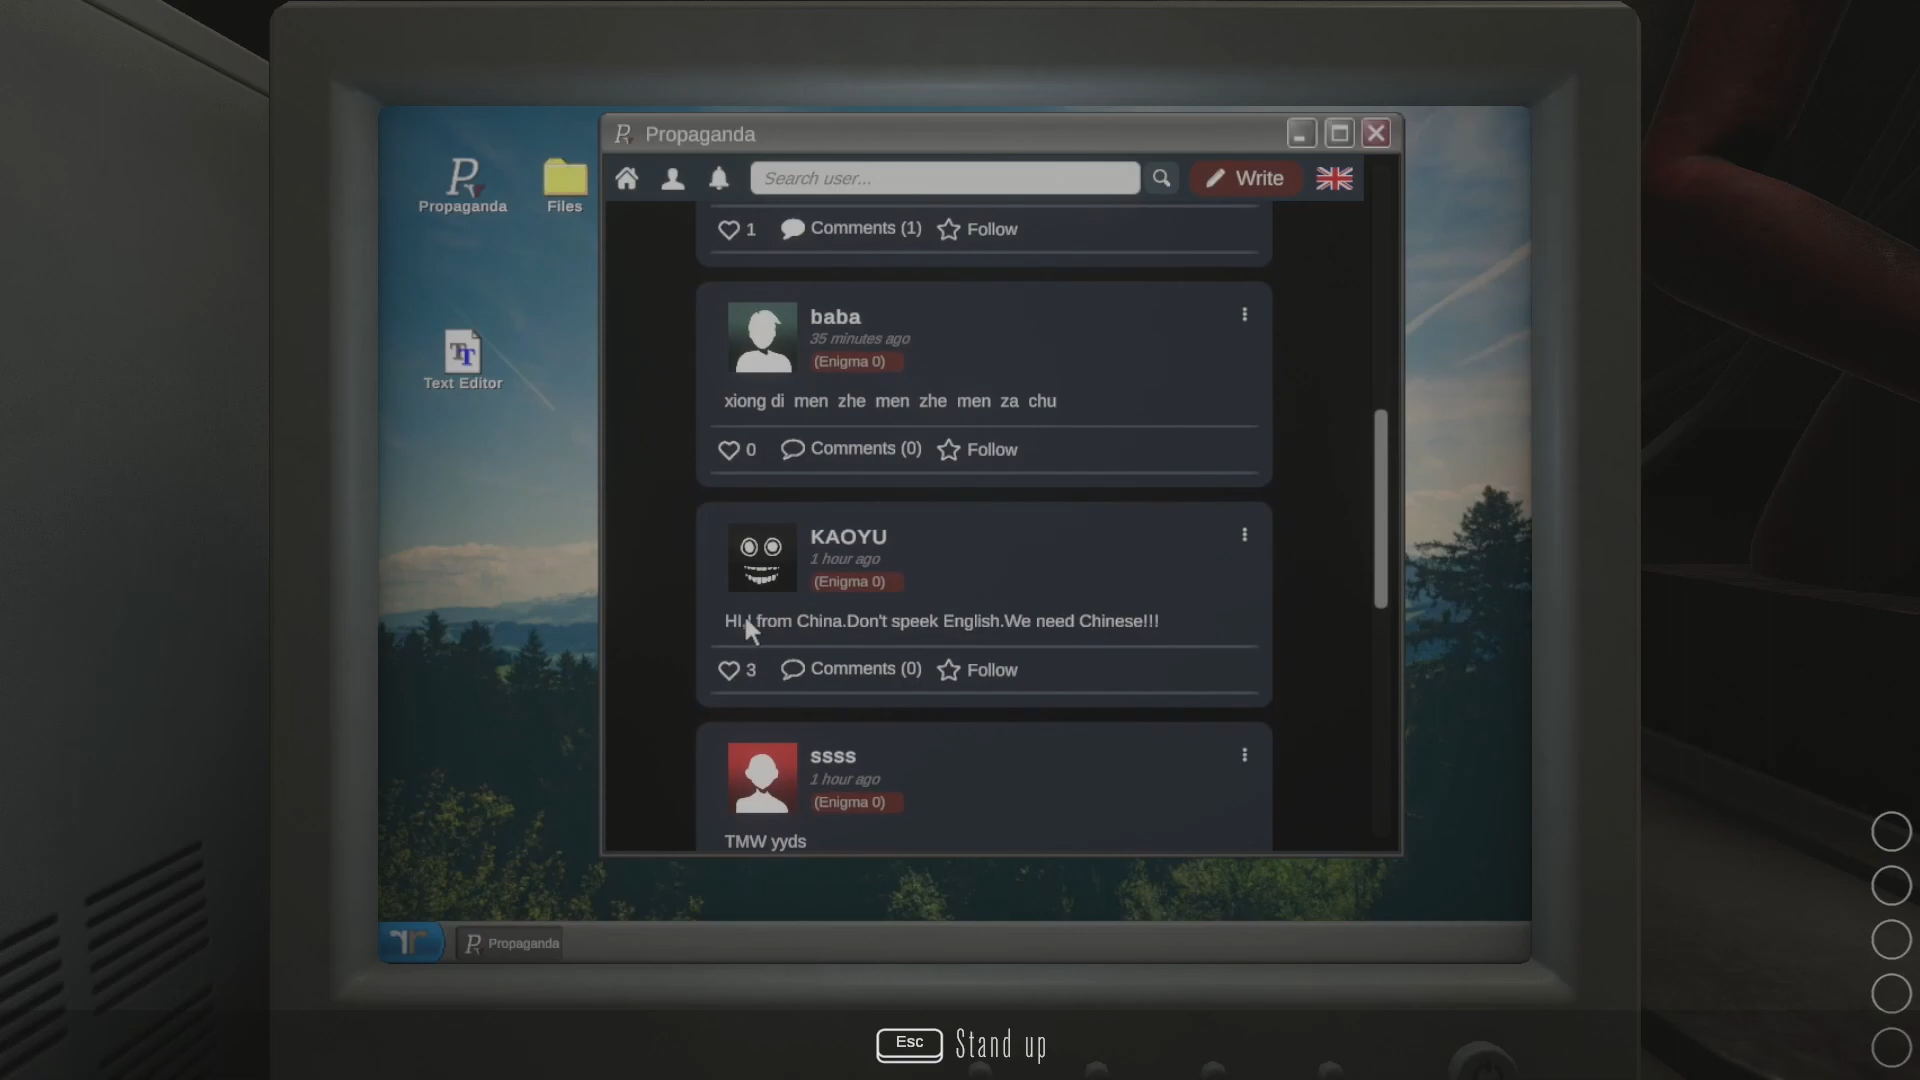 Propaganda
Propaganda
Files
Text Editor
Search user...
Write
1 Comments (1) Follow
baba
35 minutes ago
(Enigma 0)
xiong di men zhe men zhe men za chu
0 Comments (0) Follow
KAOYU
1 hour ago
(Enigma 0)
HI,I from China.Don't speek English.We need Chinese!!!
3 Comments (0) Follow
ssss
1 hour ago
(Enigma 0)
TMW yyds
Propaganda
Esc Stand up